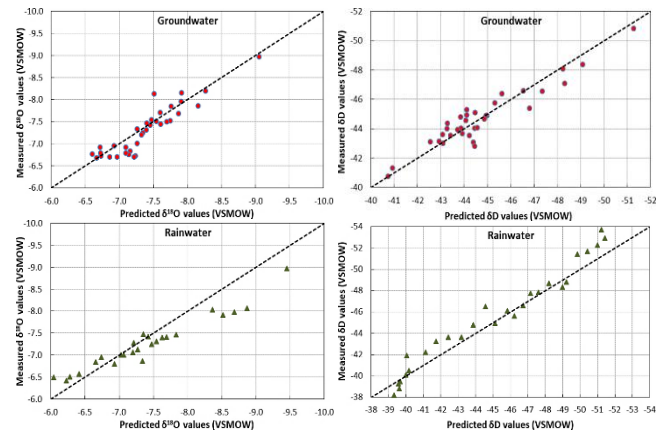 Groundwater
Measured δ¹⁸O values (VSMOW)
-10.0
-9.5
-9.0
-8.5
-8.0
-7.5
-7.0
-6.5
-6.0
-6.0 -6.5 -7.0 -7.5 -8.0 -8.5 -9.0 -9.5 -10.0
Predicted δ¹⁸O values (VSMOW)
Groundwater
Measured δD values (VSMOW)
-52
-50
-48
-46
-44
-42
-40
-40 -41 -42 -43 -44 -45 -46 -47 -48 -49 -50 -51 -52
Predicted δD values (VSMOW)
Rainwater
Measured δ¹⁸O values (VSMOW)
-10.0
-9.0
-8.0
-7.5
-7.0
-6.5
-6.0
-6.0 -6.5 -7.0 -7.5 -8.0 -8.5 -9.0 -9.5 -10.0
Predicted δ¹⁸O values (VSMOW)
Rainwater
Measured δD values (VSMOW)
-54
-52
-50
-48
-46
-44
-42
-40
-38
-38 -39 -40 -41 -42 -43 -44 -45 -46 -47 -48 -49 -50 -51 -52 -53 -54
Predicted δD values (VSMOW)